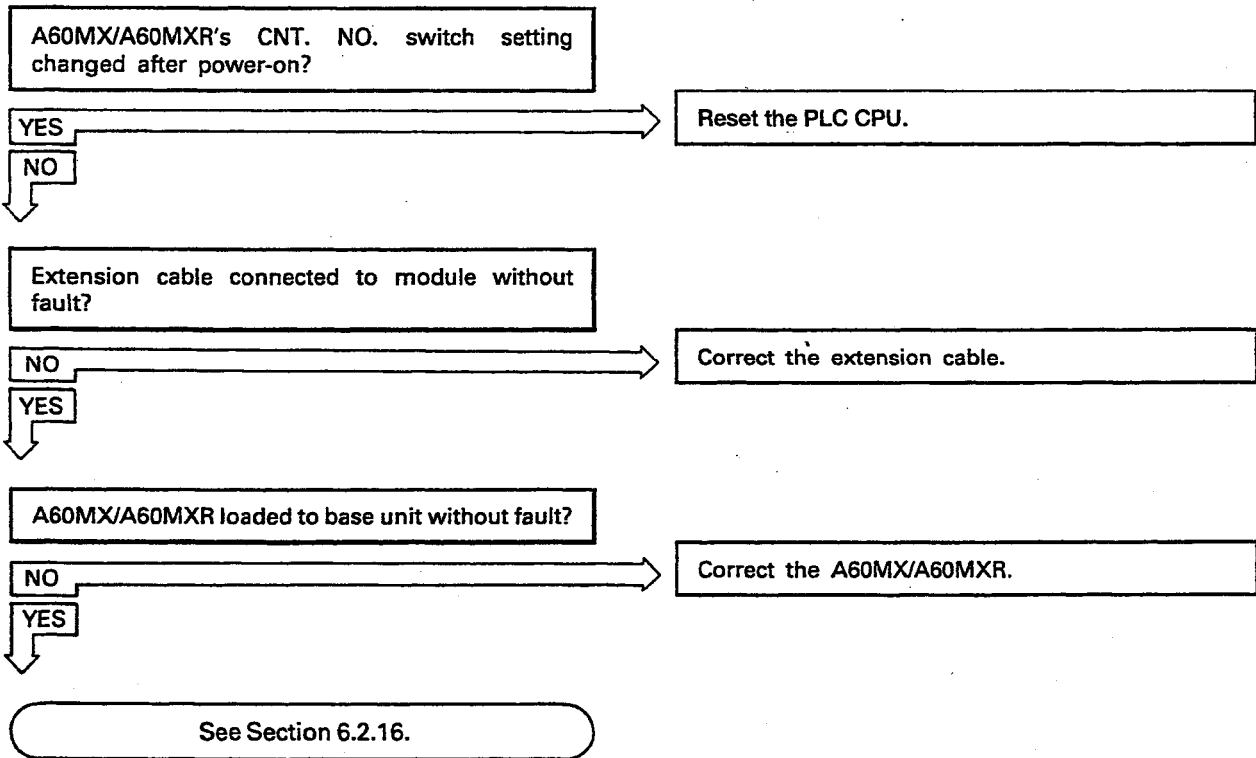 A60MX/A60MXR's CNT. NO. switch setting
changed after power-on?
YES
Reset the PLC CPU.
NO
Extension cable connected to module without
fault?
NO
Correct the extension cable.
YES
A60MX/A60MXR loaded to base unit without fault?
NO
Correct the A60MX/A60MXR.
YES
See Section 6.2.16.